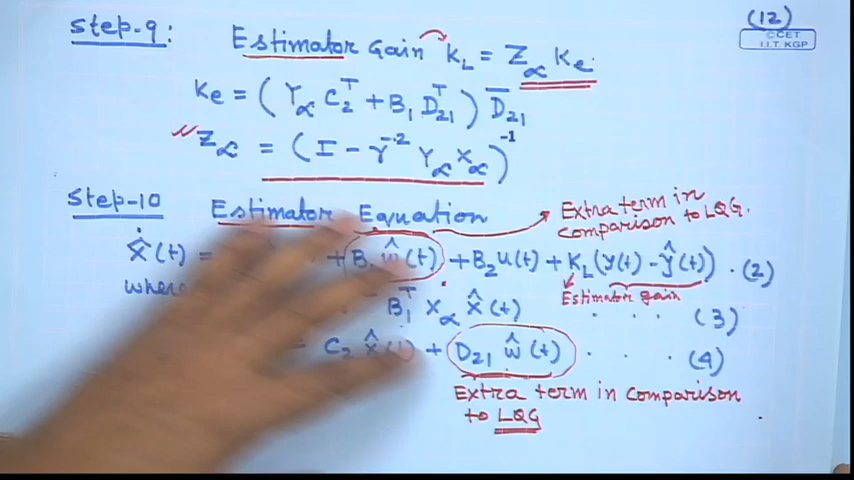 (12)
© CET
I.I.T. KGP
Step-9: Estimator Gain K_L = Z_∝ K_e
K_e = (Y_∝ C_2^T + B_1 D_21^T) D̅_21
Z_∝ = (I - γ^-2 Y_∝ X_∝)^-1
Step-10 Estimator Equation
Extra term in
comparison to LQG.
ẋ̂(t) = + B_1 ŵ(t) + B_2 u(t) + K_L (y(t) - ŷ(t)) · (2)
where
Estimator gain
B_1^T X_∝ x̂(t) · · · (3)
= C_2 x̂(t) + D_21 ŵ(t) · · · (4)
Extra term in comparison
to LQG